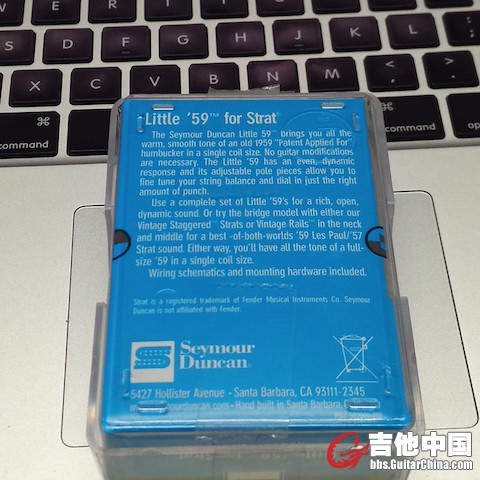 W
E
R
T
Y
U
I
O
P
S
D
F
G
H
J
K
L
X
C
V
B
N
M
⌘
command
⌘
command
Little '59™ for Strat®
The Seymour Duncan Little 59™ brings you all the
warm, smooth tone of an old 1959 "Patent Applied For"
humbucker in a single coil size. No guitar modifications
are necessary. The Little '59 has an even, dynamic
response and its adjustable pole pieces allow you to
fine tune your string balance and dial in just the right
amount of punch.
Use a complete set of Little '59's for a rich, open,
dynamic sound. Or try the bridge model with either our
Vintage Staggered™ Strats or Vintage Rails™ in the neck
and middle for a best -of-both-worlds '59 Les Paul/'57
Strat sound. Either way, you'll have all the tone of a full-
size '59 in a single coil size.
Wiring schematics and mounting hardware included.
Strat is a registered trademark of Fender Musical Instruments Co. Seymour
Duncan is not affiliated with Fender.
Seymour
Duncan®
5427 Hollister Avenue • Santa Barbara, CA 93111-2345
Hand built in Santa Barbara,
吉他中国
bbs.GuitarChina.com